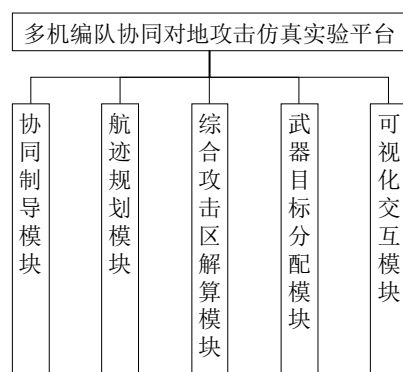 多机编队协同对地攻击仿真实验平台
协同制导模块
航迹规划模块
综合攻击区解算模块
武器目标分配模块
可视化交互模块